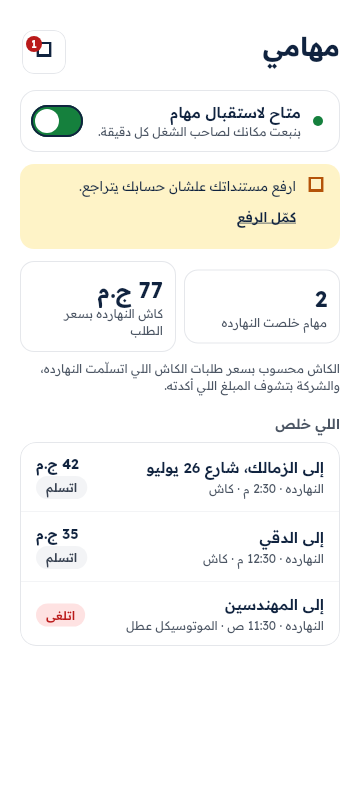 مهامي
1
متاح لاستقبال مهام
بنبعت مكانك لصاحب الشغل كل دقيقة.
ارفع مستنداتك علشان حسابك يتراجع.
كمّل الرفع
2
مهام خلصت النهارده
77 ج.م
كاش النهارده بسعر
الطلب
الكاش محسوب بسعر طلبات الكاش اللي اتسلّمت النهارده،
والشركة بتشوف المبلغ اللي أكدته.
اللي خلص
إلى الزمالك، شارع 26 يوليو
42 ج.م
النهارده · 2:30 م · كاش
اتسلم
إلى الدقي
35 ج.م
النهارده · 12:30 م · كاش
اتسلم
إلى المهندسين
النهارده · 11:30 ص · الموتوسيكل عطل
اتلغى